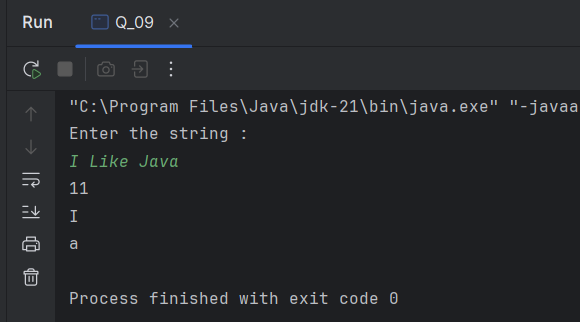 Run Q_09
"C:\Program Files\Java\jdk-21\bin\java.exe" "-javaa
Enter the string :
I Like Java
11
I
a
Process finished with exit code 0